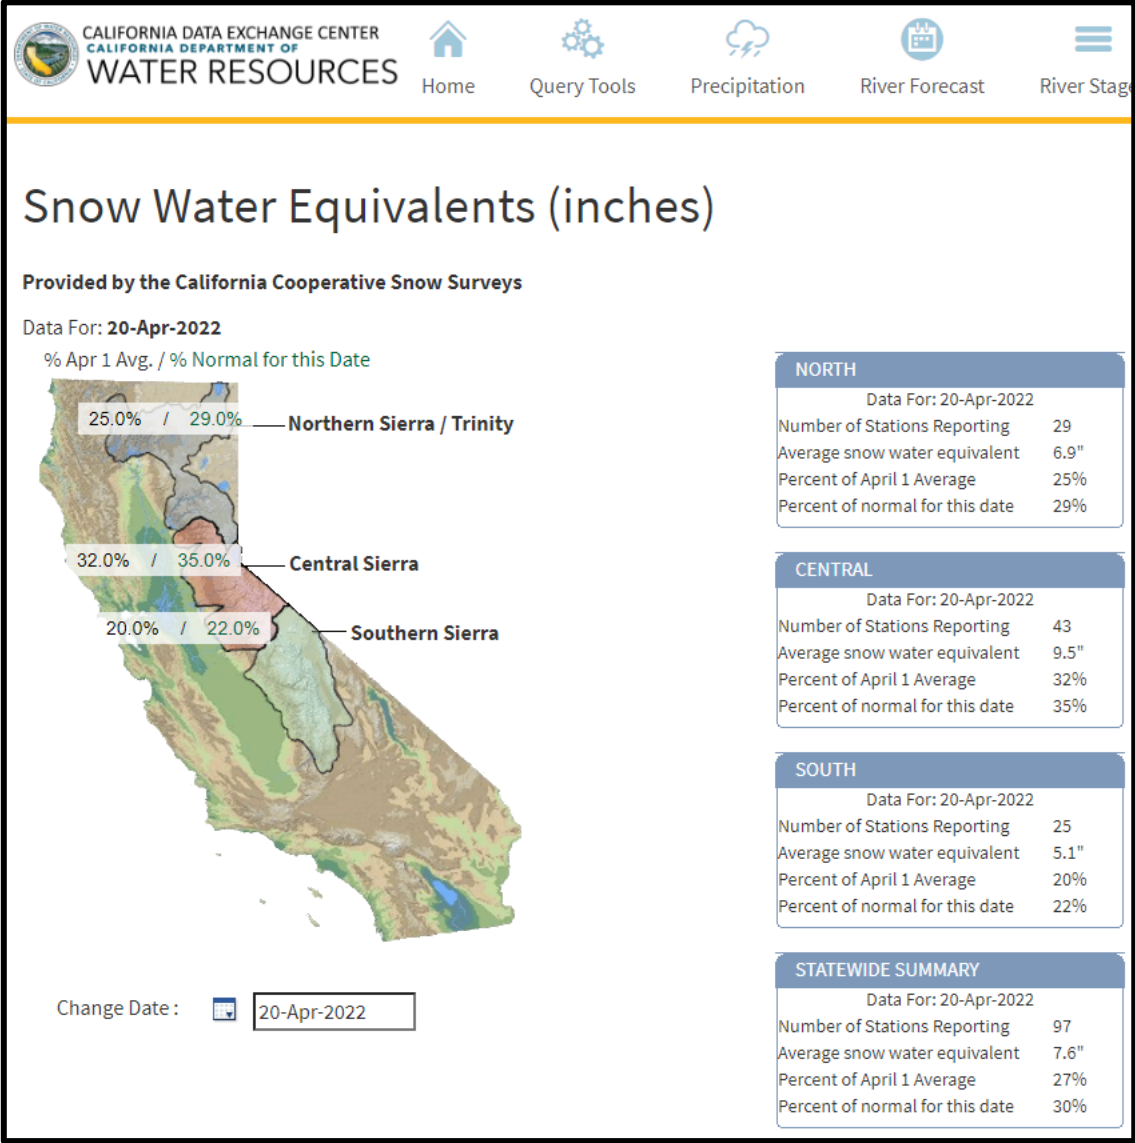 CALIFORNIA DATA EXCHANGE CENTER
CALIFORNIA DEPARTMENT OF
WATER RESOURCES
Home
Query Tools
Precipitation
River Forecast
River Stage
Snow Water Equivalents (inches)
Provided by the California Cooperative Snow Surveys
Data For: 20-Apr-2022
% Apr 1 Avg. / % Normal for this Date
25.0% / 29.0%
Northern Sierra / Trinity
32.0% / 35.0%
Central Sierra
20.0% / 22.0%
Southern Sierra
Change Date :
20-Apr-2022
NORTH
Data For: 20-Apr-2022
Number of Stations Reporting 29
Average snow water equivalent 6.9"
Percent of April 1 Average 25%
Percent of normal for this date 29%
CENTRAL
Data For: 20-Apr-2022
Number of Stations Reporting 43
Average snow water equivalent 9.5"
Percent of April 1 Average 32%
Percent of normal for this date 35%
SOUTH
Data For: 20-Apr-2022
Number of Stations Reporting 25
Average snow water equivalent 5.1"
Percent of April 1 Average 20%
Percent of normal for this date 22%
STATEWIDE SUMMARY
Data For: 20-Apr-2022
Number of Stations Reporting 97
Average snow water equivalent 7.6"
Percent of April 1 Average 27%
Percent of normal for this date 30%